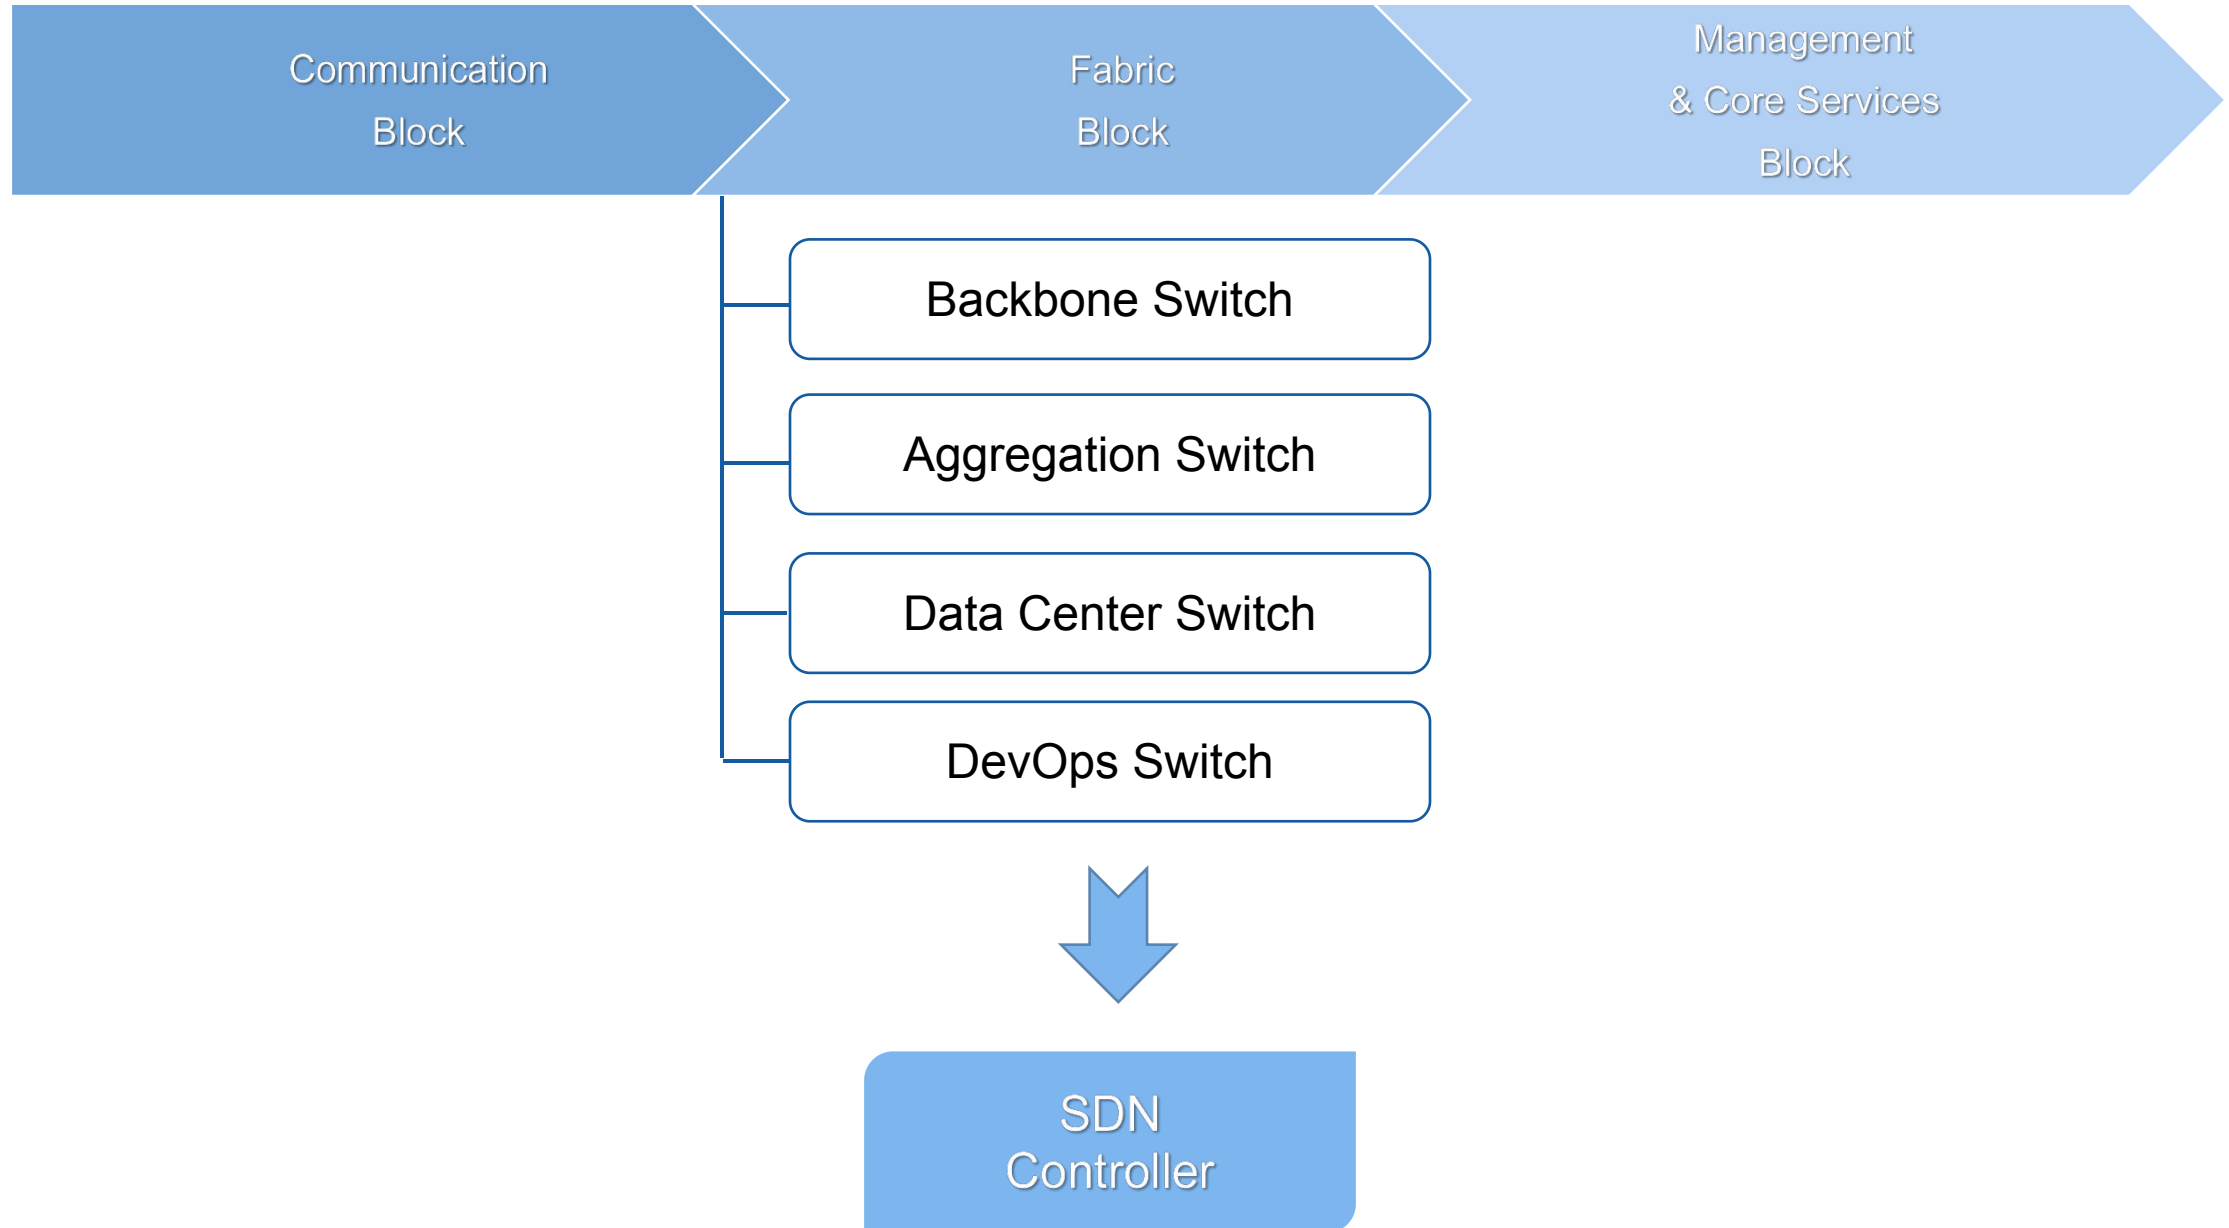 Communication
Block
Fabric
Block
Management
& Core Services
Block
Backbone Switch
Aggregation Switch
Data Center Switch
DevOps Switch
SDN
Controller